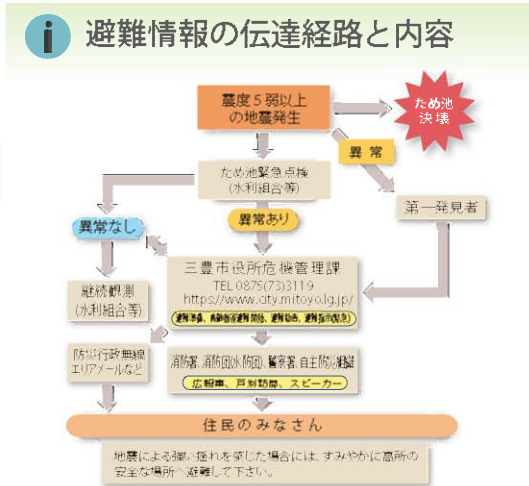 避難情報の伝達経路と内容
震度5弱以上
の地震発生
ため池
決壊
異常
ため池緊急点検
(水利組合等)
第一発見者
異常なし
異常あり
三豊市役所危機管理課
TEL 0875(73)3119
https://www.city.mitoyo.lg.jp/
継続観測
(水利組合等)
防災行政無線
エリアメールなど
消防署、消防団(水防団)、警察署、自主防災組織
広報車、戸別訪問、スピーカー
住民のみなさん
地震による強い揺れを感じた場合には、すみやかに高所の
安全な場所へ避難して下さい。